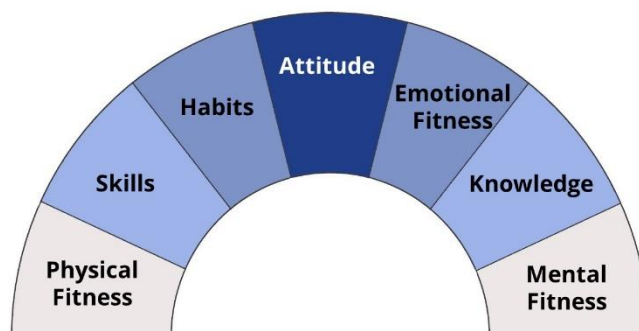 Attitude
Habits
Emotional
Fitness
Skills
Knowledge
Physical
Fitness
Mental
Fitness